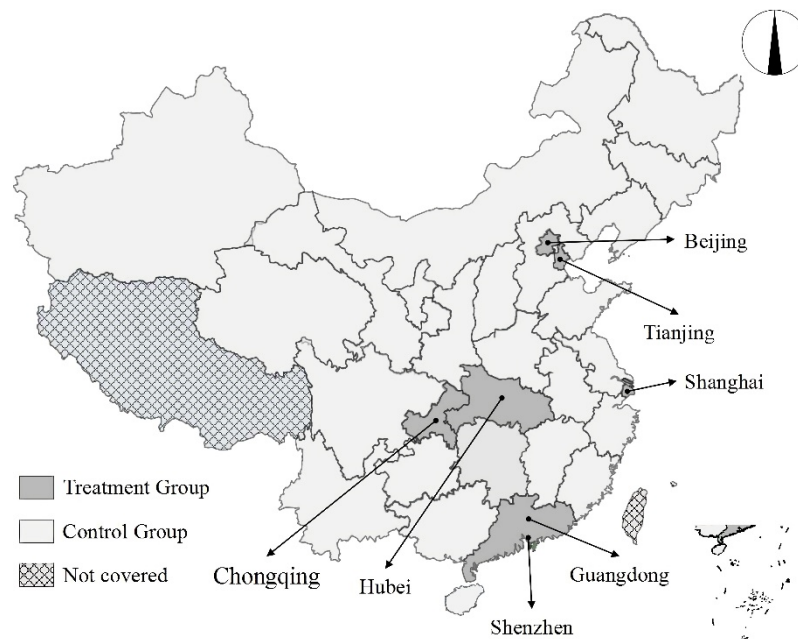 Beijing
Tianjing
Shanghai
Treatment Group
Control Group
Not covered
Chongqing
Hubei
Guangdong
Shenzhen